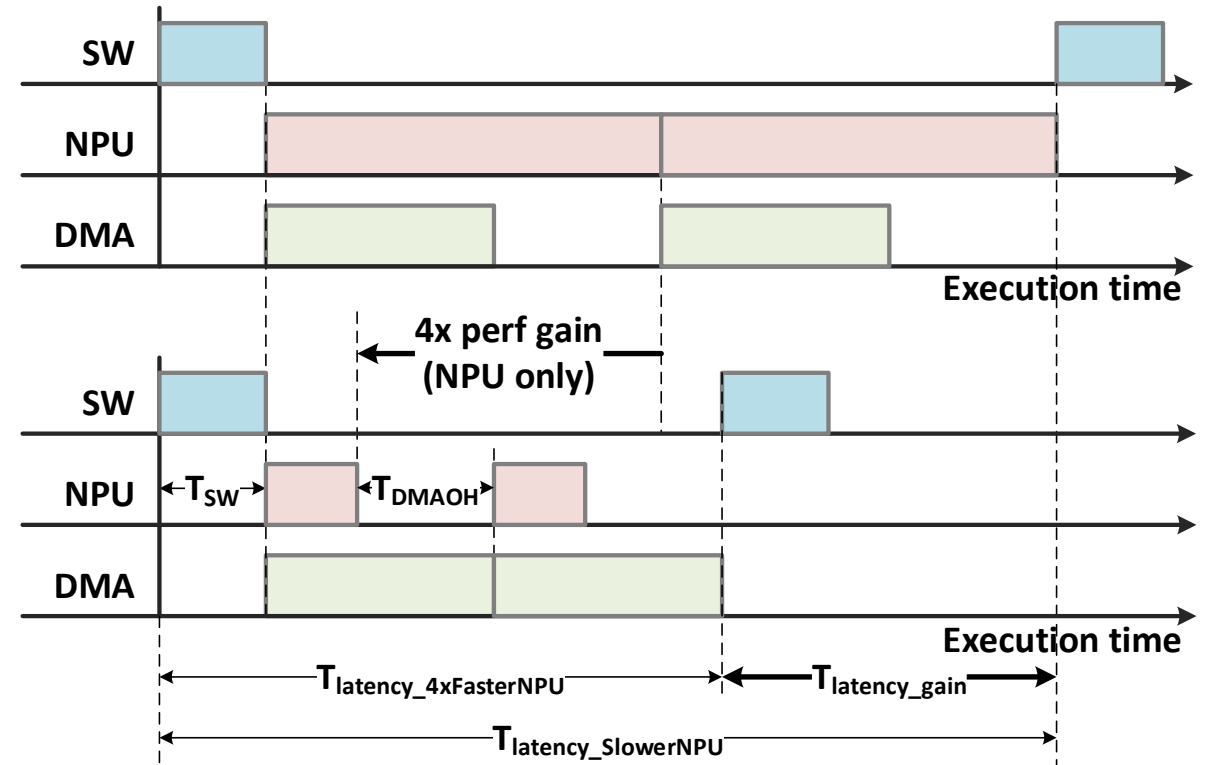 SW
NPU
DMA
Execution time
4x perf gain
(NPU only)
SW
NPU
TSW
TDMAOH
DMA
Execution time
Tlatency_4xFasterNPU
Tlatency_gain
Tlatency_SlowerNPU